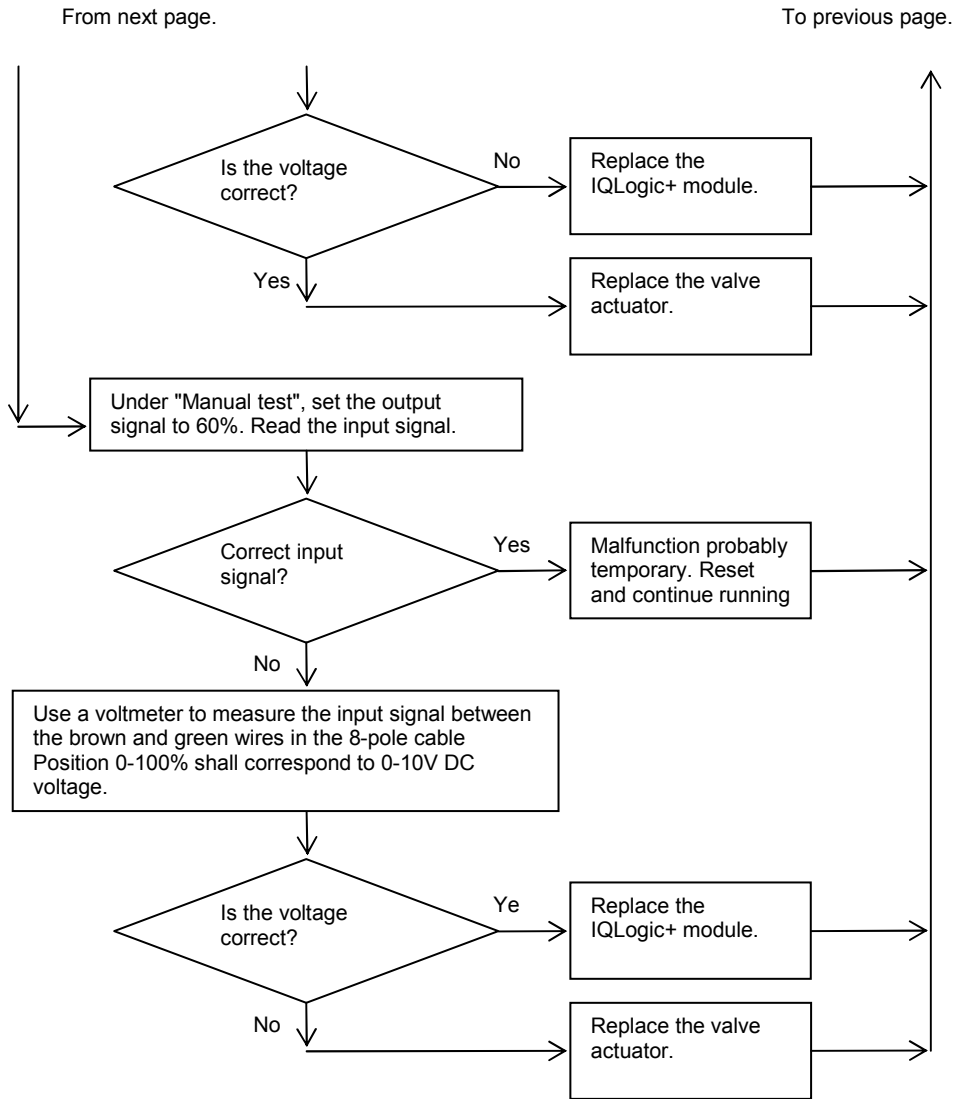 From next page.
To previous page.
Is the voltage
correct?
No
Replace the
IQLogic+ module.
Yes
Replace the valve
actuator.
Under "Manual test", set the output
signal to 60%. Read the input signal.
Correct input
signal?
Yes
Malfunction probably
temporary. Reset
and continue running
No
Use a voltmeter to measure the input signal between
the brown and green wires in the 8-pole cable
Position 0-100% shall correspond to 0-10V DC
voltage.
Is the voltage
correct?
Ye
Replace the
IQLogic+ module.
No
Replace the valve
actuator.